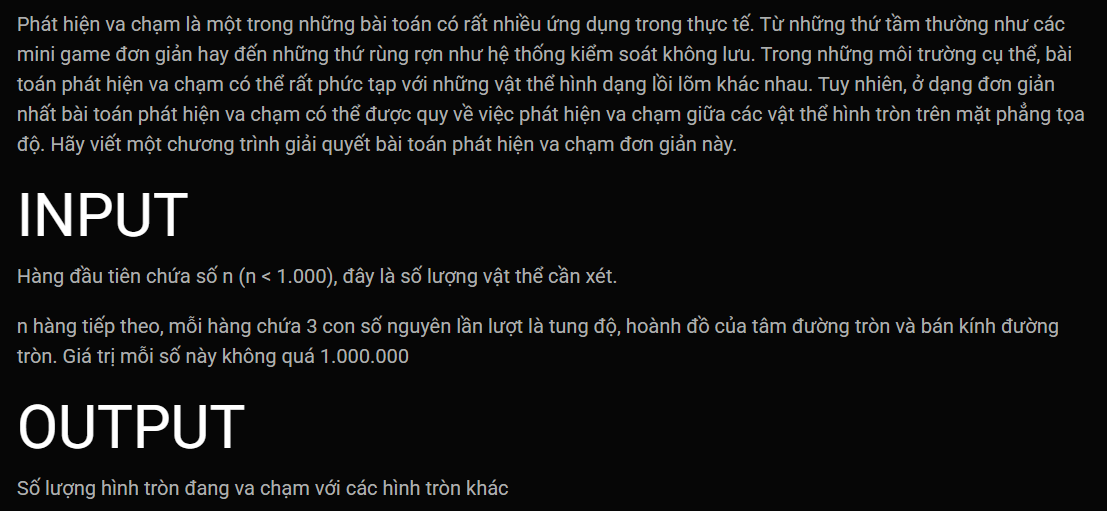 Phát hiện va chạm là một trong những bài toán có rất nhiều ứng dụng trong thực tế. Từ những thứ tầm thường như các
mini game đơn giản hay đến những thứ rùng rợn như hệ thống kiểm soát không lưu. Trong những môi trường cụ thể, bài
toán phát hiện va chạm có thể rất phức tạp với những vật thể hình dạng lồi lõm khác nhau. Tuy nhiên, ở dạng đơn giản
nhất bài toán phát hiện va chạm có thể được quy về việc phát hiện va chạm giữa các vật thể hình tròn trên mặt phẳng tọa
độ. Hãy viết một chương trình giải quyết bài toán phát hiện va chạm đơn giản này.
INPUT
Hàng đầu tiên chứa số n (n < 1.000), đây là số lượng vật thể cần xét.
n hàng tiếp theo, mỗi hàng chứa 3 con số nguyên lần lượt là tung độ, hoành đồ của tâm đường tròn và bán kính đường
tròn. Giá trị mỗi số này không quá 1.000.000
OUTPUT
Số lượng hình tròn đang va chạm với các hình tròn khác